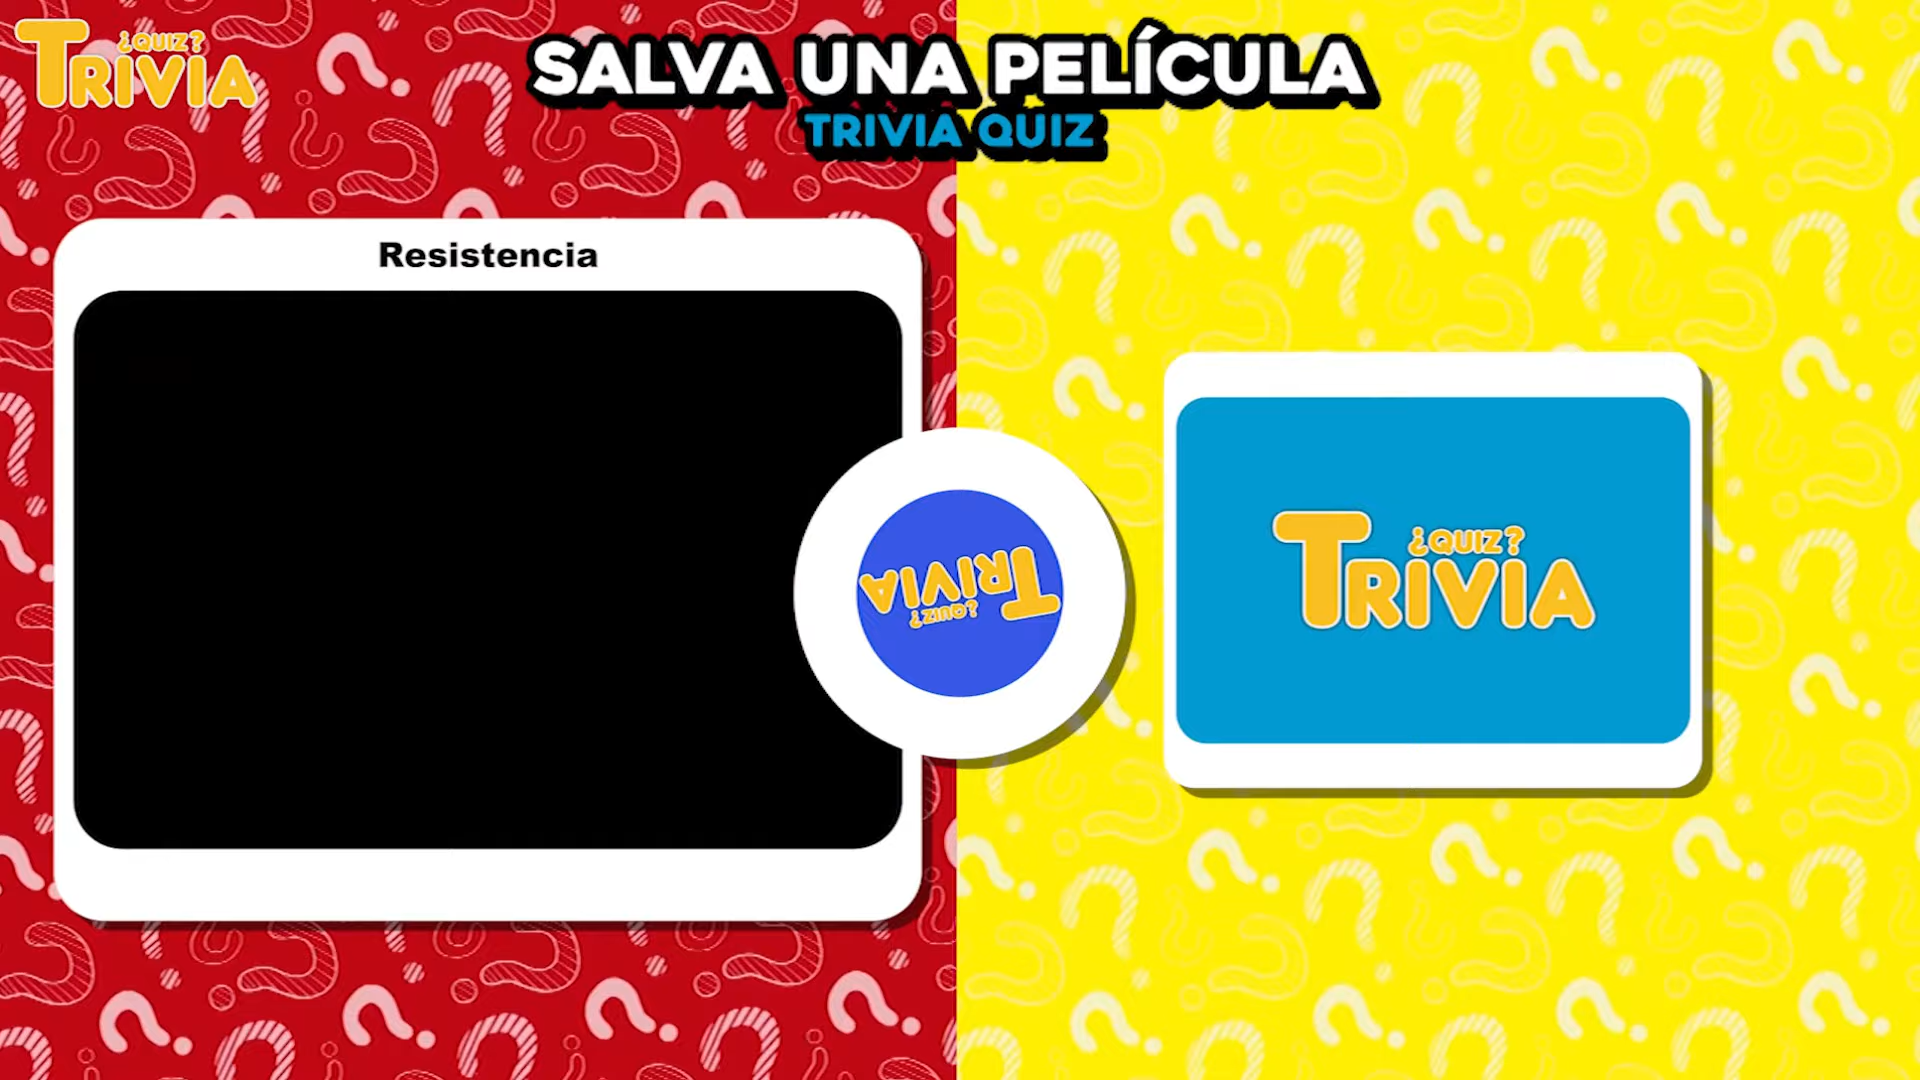 ¿QUIZ?
TRIVIA
SALVA UNA PELÍCULA
TRIVIA QUIZ
Resistencia
TRIVIA
¿QUIZ?
¿QUIZ?
TRIVIA